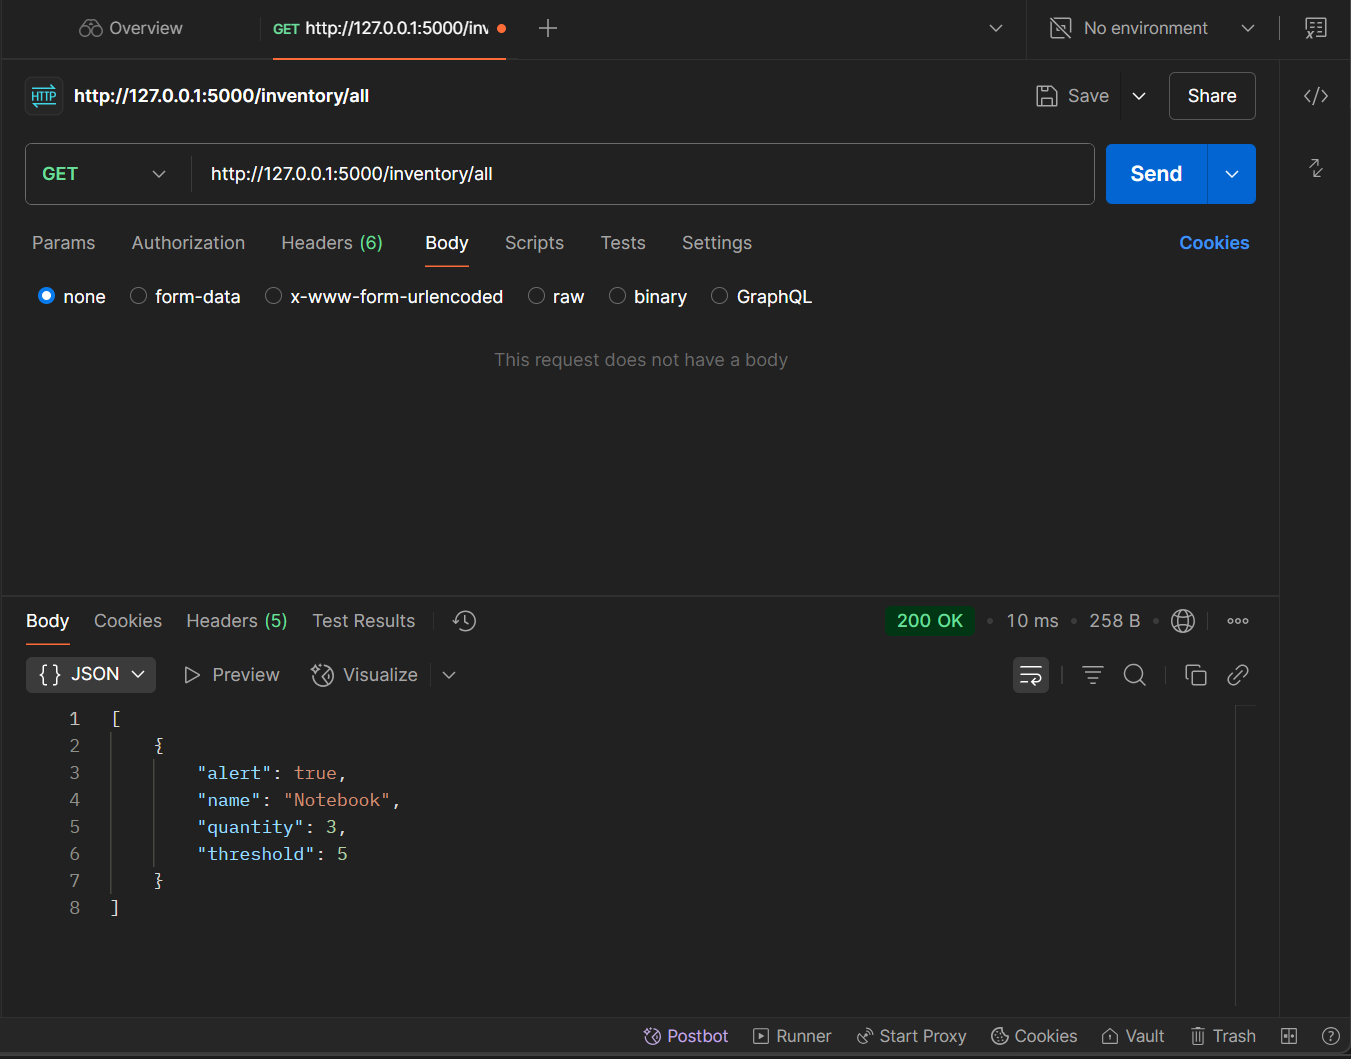 Overview
GET http://127.0.0.1:5000/inv
No environment
HTTP http://127.0.0.1:5000/inventory/all
Save
Share
GET http://127.0.0.1:5000/inventory/all
Send
Params Authorization Headers (6) Body Scripts Tests Settings Cookies
none form-data x-www-form-urlencoded raw binary GraphQL
This request does not have a body
Body Cookies Headers (5) Test Results 200 OK 10 ms 258 B
{} JSON Preview Visualize
1 [
2 {
3 "alert": true,
4 "name": "Notebook",
5 "quantity": 3,
6 "threshold": 5
7 }
8 ]
Postbot Runner Start Proxy Cookies Vault Trash